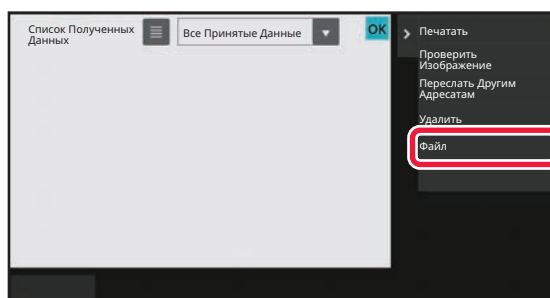 Список Полученных
Данных
Все Принятые Данные
OK
Печатать
Проверить
Изображение
Переслать Другим
Адресатам
Удалить
Файл